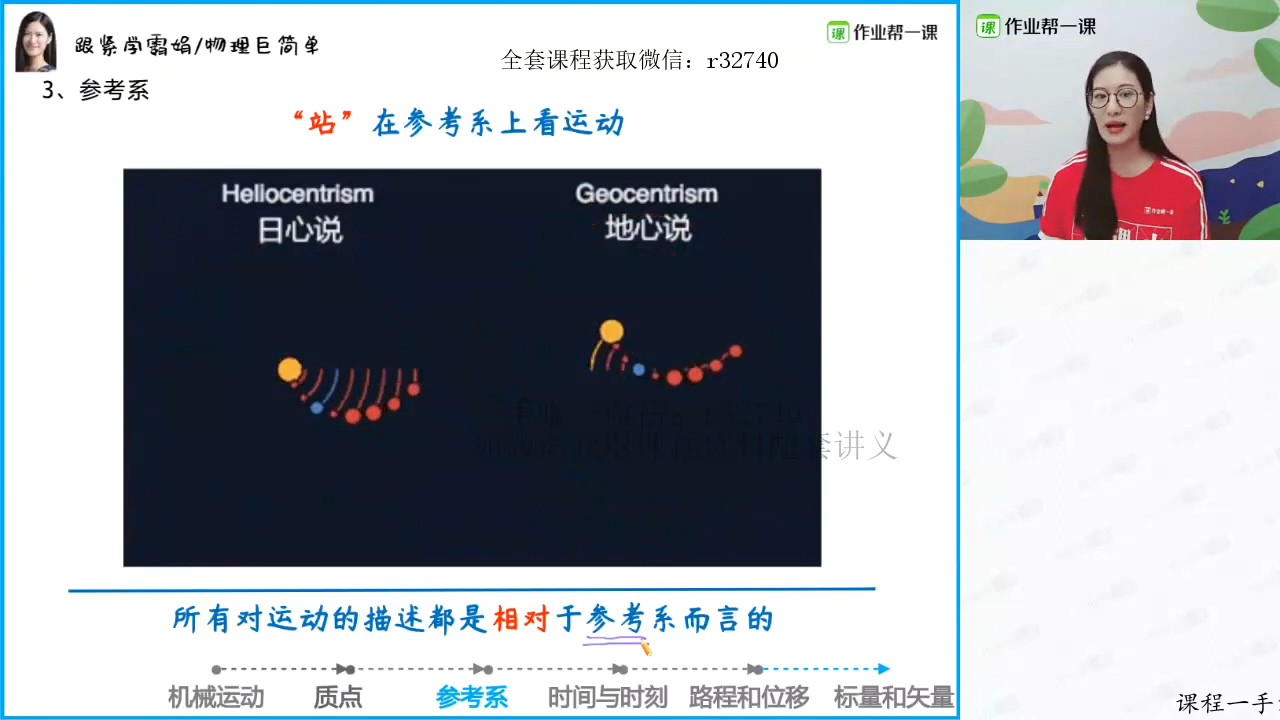 跟紧学霸娟/物理巨简单
作业帮一课
作业帮一课
全套课程获取微信：r32740
3、参考系
“站”在参考系上看运动
Heliocentrism
日心说
Geocentrism
地心说
套讲义
所有对运动的描述都是相对于参考系而言的
机械运动 质点 参考系 时间与时刻 路程和位移 标量和矢量
课程一手